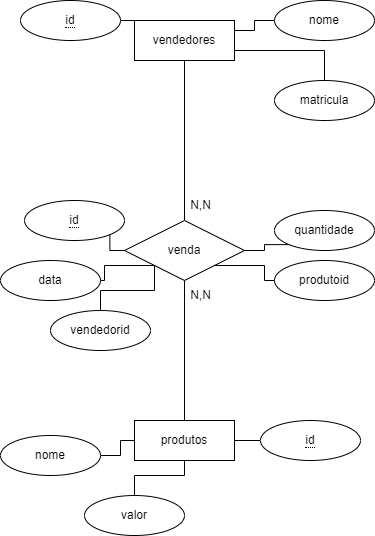 id
vendedores
nome
matricula
N,N
id
quantidade
venda
data
produtoid
N,N
vendedorid
produtos
id
nome
valor